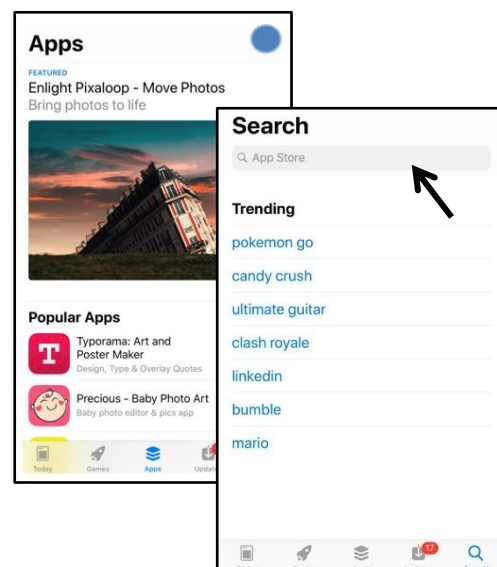 Apps
FEATURED
Enlight Pixaloop - Move Photos
Bring photos to life
Popular Apps
T
Typorama: Art and
Poster Maker
Design, Type & Overlay Quotes
Precious - Baby Photo Art
Baby photo editor & pics app
Today
Games
Apps
Search
App Store
Trending
pokemon go
candy crush
ultimate guitar
clash royale
linkedin
bumble
mario
17